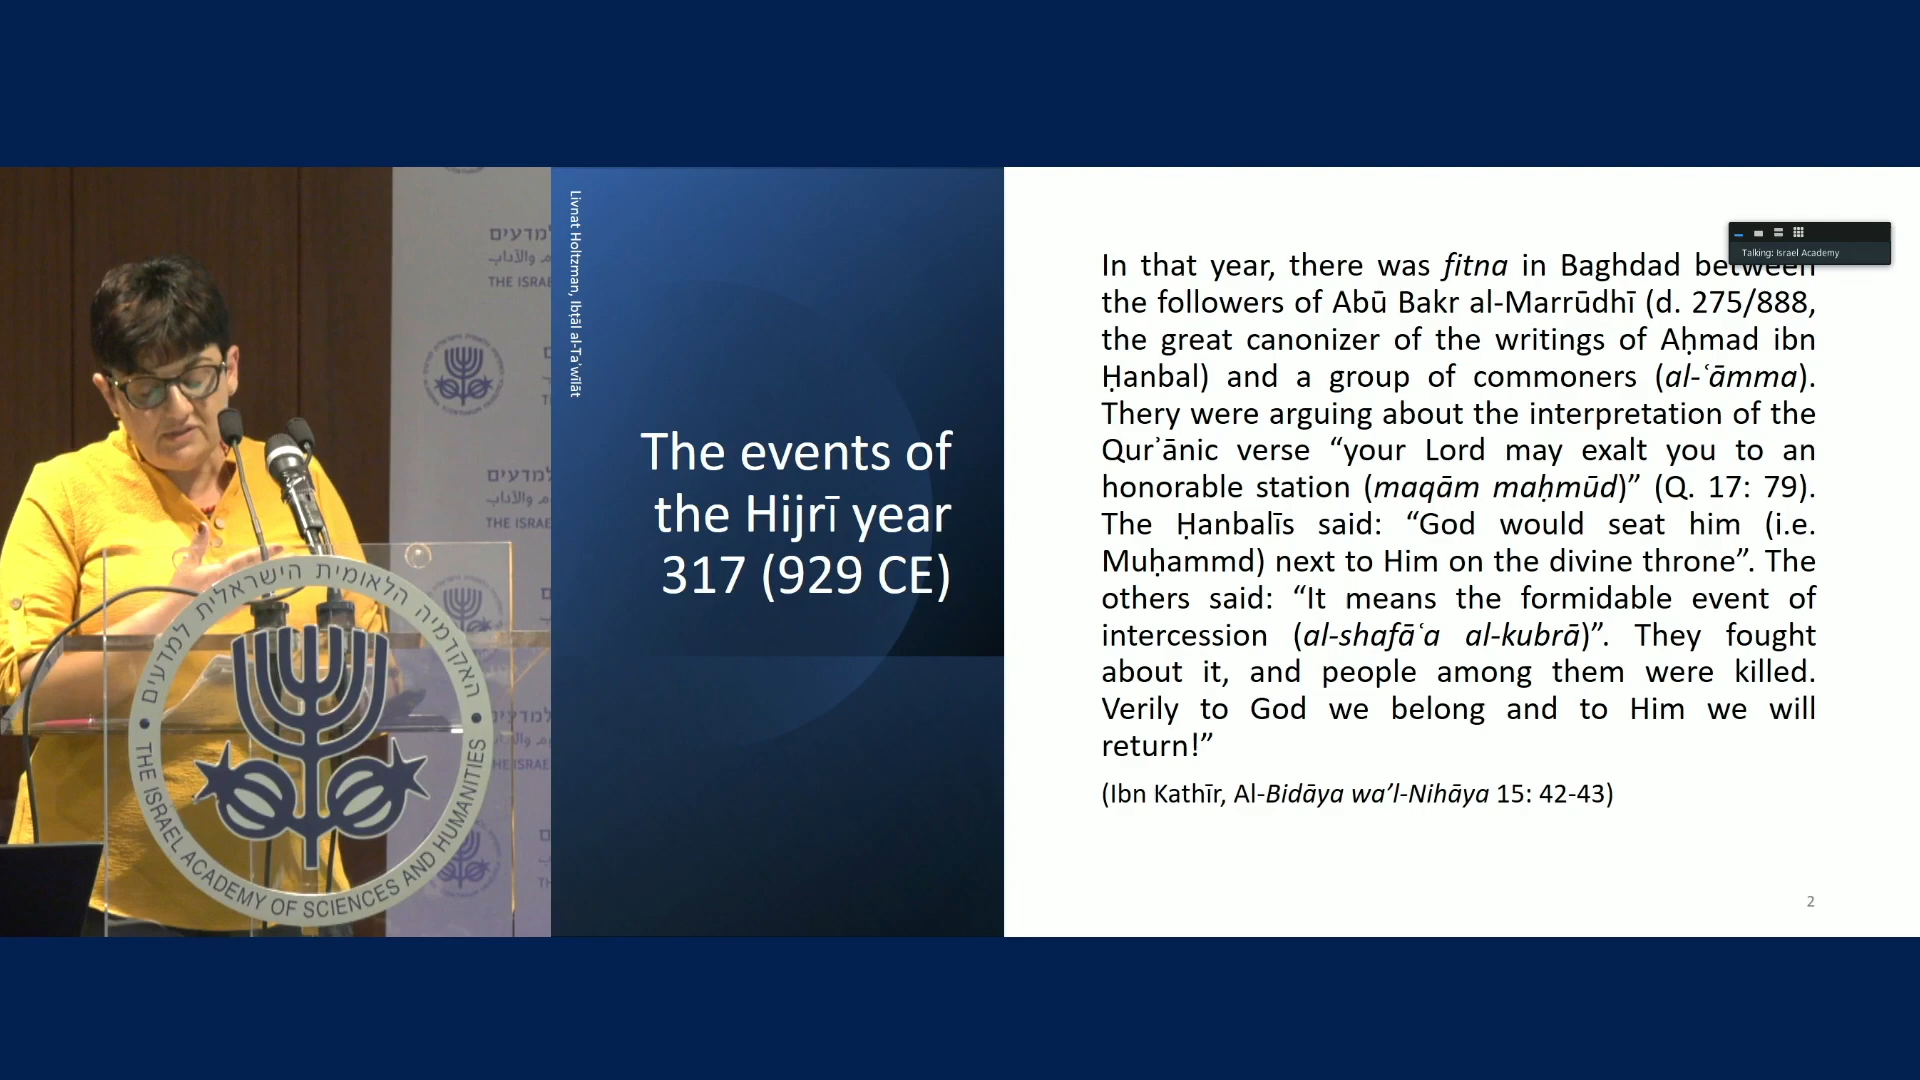 למדעים
THE ISRAE
האקדמיה הלאומית הישראלית למדעים
THE ISRAEL ACADEMY OF SCIENCES AND HUMANITIES
Livnat Holtzman, Ibṭāl al-Taʾwīlāt
The events of
the Hijrī year
317 (929 CE)
Talking: Israel Academy
In that year, there was fitna in Baghdad between
the followers of Abū Bakr al-Marrūdhī (d. 275/888,
the great canonizer of the writings of Aḥmad ibn
Ḥanbal) and a group of commoners (al-ʿāmma).
Thery were arguing about the interpretation of the
Qurʾānic verse “your Lord may exalt you to an
honorable station (maqām maḥmūd)” (Q. 17: 79).
The Ḥanbalīs said: “God would seat him (i.e.
Muḥammd) next to Him on the divine throne”. The
others said: “It means the formidable event of
intercession (al-shafāʿa al-kubrā)”. They fought
about it, and people among them were killed.
Verily to God we belong and to Him we will
return!”
(Ibn Kathīr, Al-Bidāya wa’l-Nihāya 15: 42-43)
2